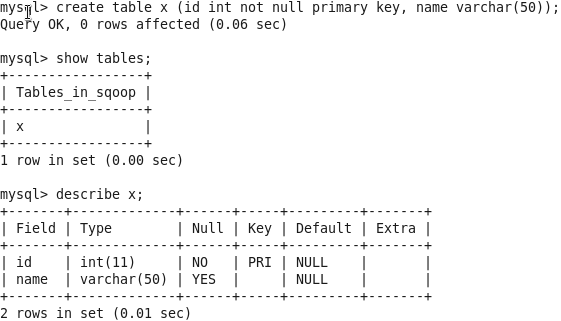 mysql> create table x (id int not null primary key, name varchar(50));
Query OK, 0 rows affected (0.06 sec)
mysql> show tables;
+-----------------+
| Tables_in_sqoop |
+-----------------+
| x               |
+-----------------+
1 row in set (0.00 sec)
mysql> describe x;
+-------+-------------+------+-----+---------+-------+
| Field | Type        | Null | Key | Default | Extra |
+-------+-------------+------+-----+---------+-------+
| id    | int(11)     | NO   | PRI | NULL    |       |
| name  | varchar(50) | YES  |     | NULL    |       |
+-------+-------------+------+-----+---------+-------+
2 rows in set (0.01 sec)